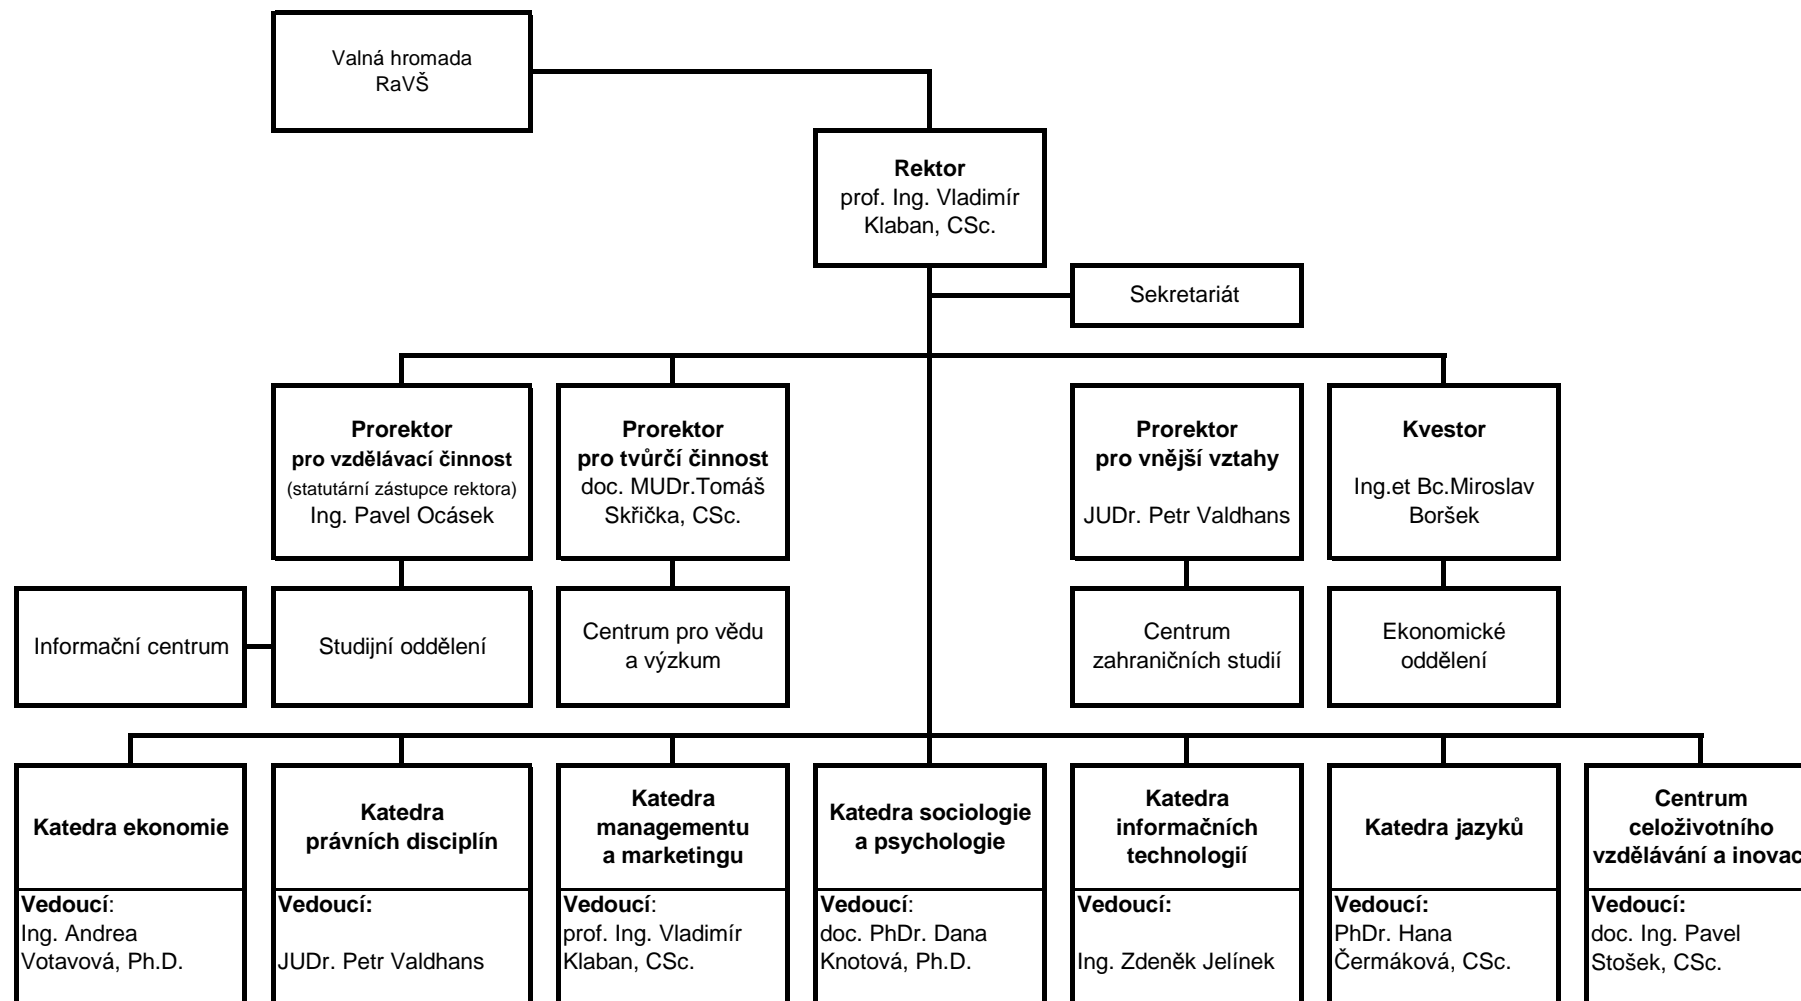 Valná hromada
RaVŠ
Rektor
prof. Ing. Vladimír
Klaban, CSc.
Sekretariát
Prorektor
pro vzdělávací činnost
(statutární zástupce rektora)
Ing. Pavel Ocásek
Prorektor
pro tvůrčí činnost
doc. MUDr.Tomáš
Skřička, CSc.
Prorektor
pro vnější vztahy
JUDr. Petr Valdhans
Kvestor
Ing.et Bc.Miroslav
Boršek
Informační centrum
Studijní oddělení
Centrum pro vědu
a výzkum
Centrum
zahraničních studií
Ekonomické
oddělení
Katedra ekonomie
Vedoucí:
Ing. Andrea
Votavová, Ph.D.
Katedra
právních disciplín
Vedoucí:
JUDr. Petr Valdhans
Katedra
managementu
a marketingu
Vedoucí:
prof. Ing. Vladimír
Klaban, CSc.
Katedra sociologie
a psychologie
Vedoucí:
doc. PhDr. Dana
Knotová, Ph.D.
Katedra
informačních
technologií
Vedoucí:
Ing. Zdeněk Jelínek
Katedra jazyků
Vedoucí:
PhDr. Hana
Čermáková, CSc.
Centrum
celoživotního
vzdělávání a inovac
Vedoucí:
doc. Ing. Pavel
Stošek, CSc.